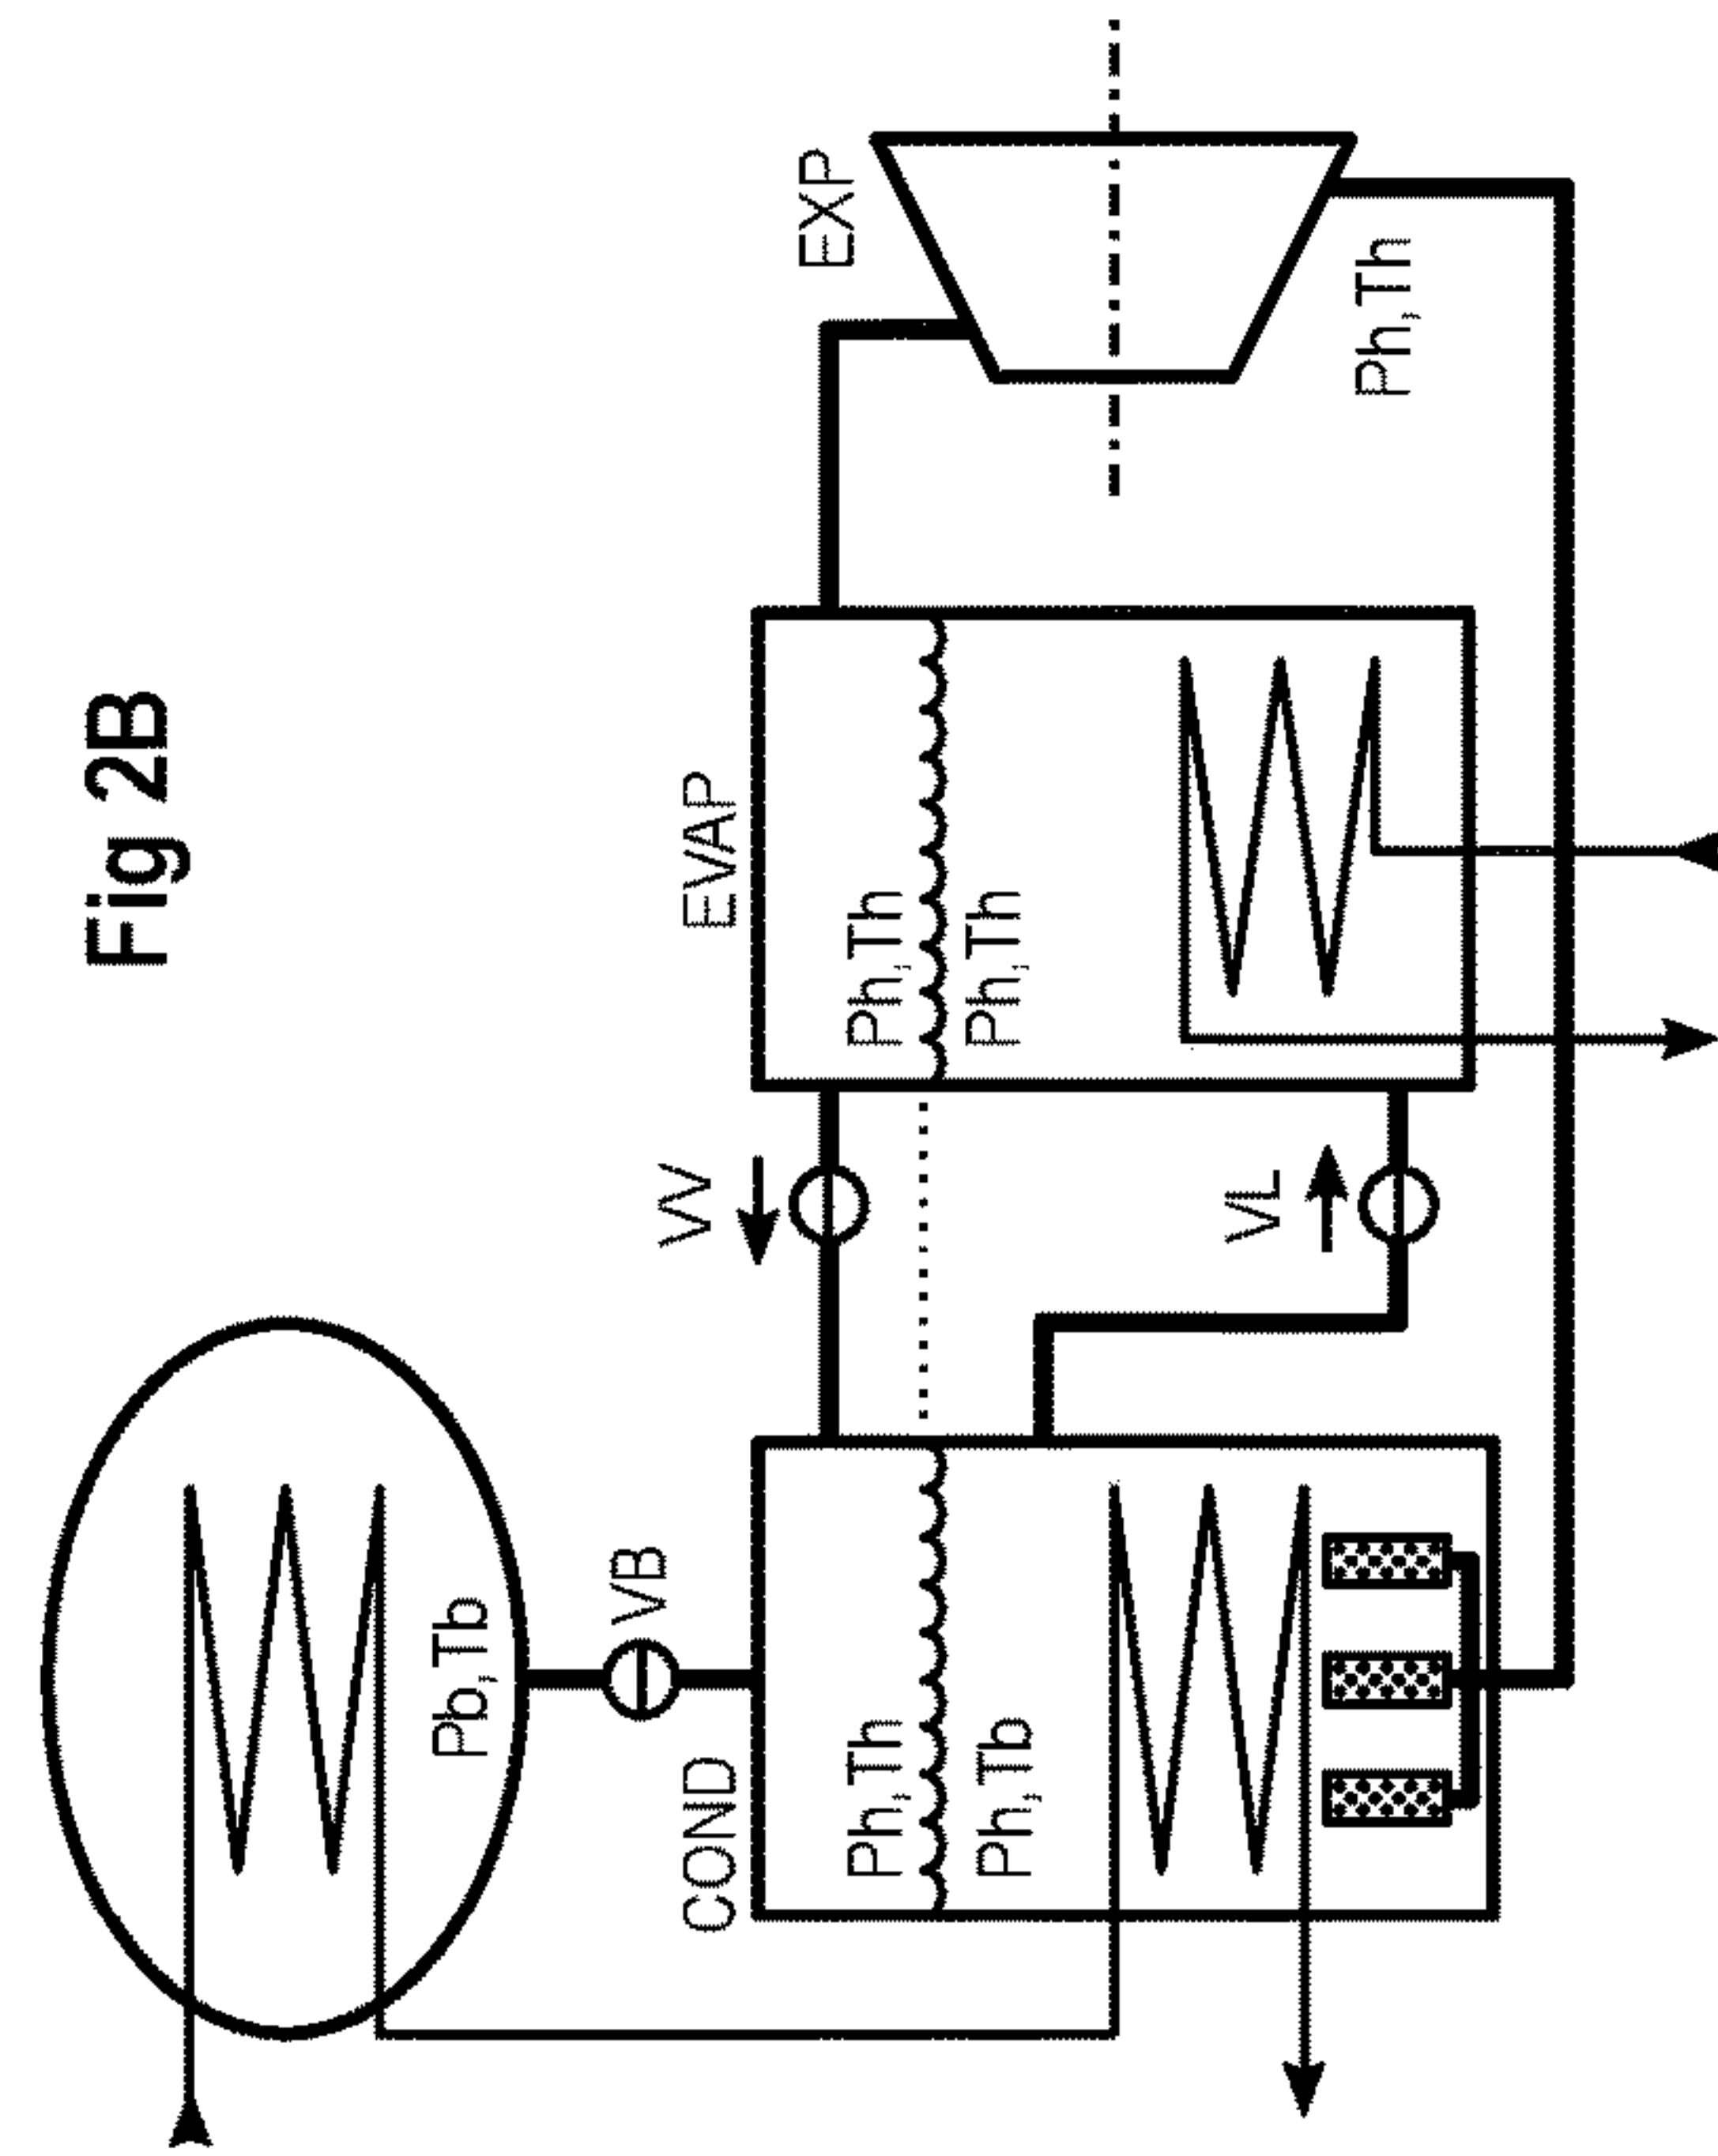 Fig 2B
Pb,Tb
VB
COND
VV
EVAP
EXP
Ph,Th
Ph,Th
Ph,Tb
Ph,Th
VL
Ph,Th